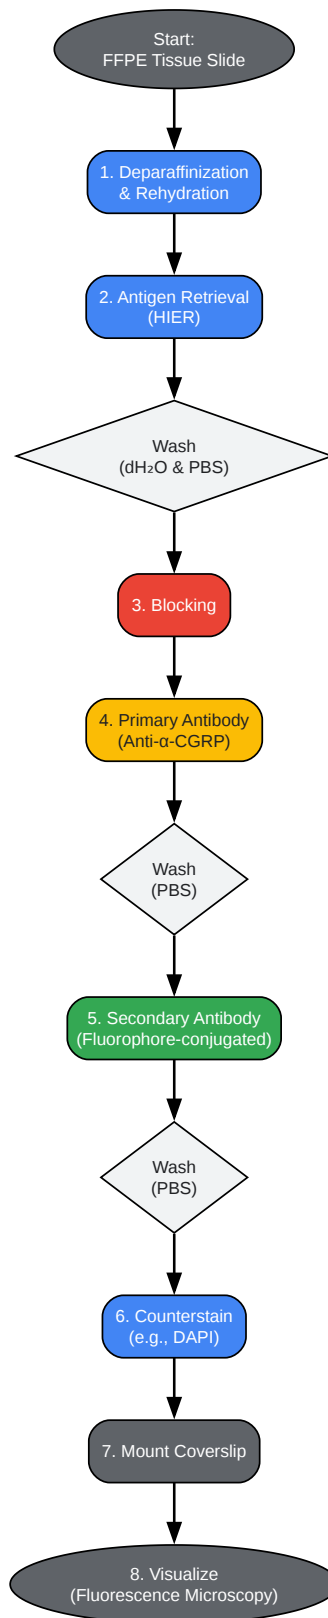 Start:
FFPE Tissue Slide
1. Deparaffinization
& Rehydration
2. Antigen Retrieval
(HIER)
Wash
(dH₂O & PBS)
3. Blocking
4. Primary Antibody
(Anti-α-CGRP)
Wash
(PBS)
5. Secondary Antibody
(Fluorophore-conjugated)
Wash
(PBS)
6. Counterstain
(e.g., DAPI)
7. Mount Coverslip
8. Visualize
(Fluorescence Microscopy)